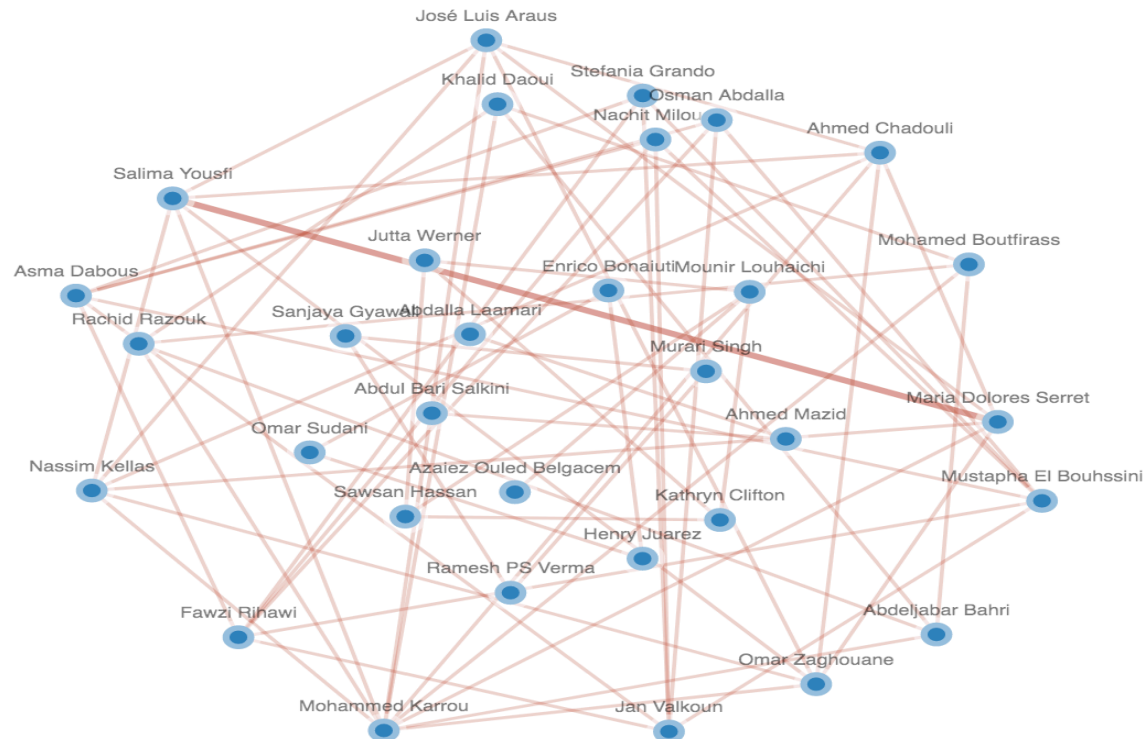 José Luis Araus
Stefania Grando
Khalid Daoui
Osman Abdalla
Nachit Milou
Ahmed Chadouli
Salima Yousfi
Jutta Werner
Mohamed Boutfirass
Asma Dabous
Enrico Bonaiuti
Mounir Louhaichi
Rachid Razouk
Sanjaya Gyawali
Abdalla Laamari
Murari Singh
Abdul Bari Salkini
Maria Dolores Serret
Omar Sudani
Ahmed Mazid
Nassim Kellas
Azaiez Ouled Belgacem
Mustapha El Bouhssini
Sawsan Hassan
Kathryn Clifton
Henry Juarez
Ramesh PS Verma
Fawzi Rihawi
Abdeljabar Bahri
Omar Zaghouane
Mohammed Karrou
Jan Valkoun